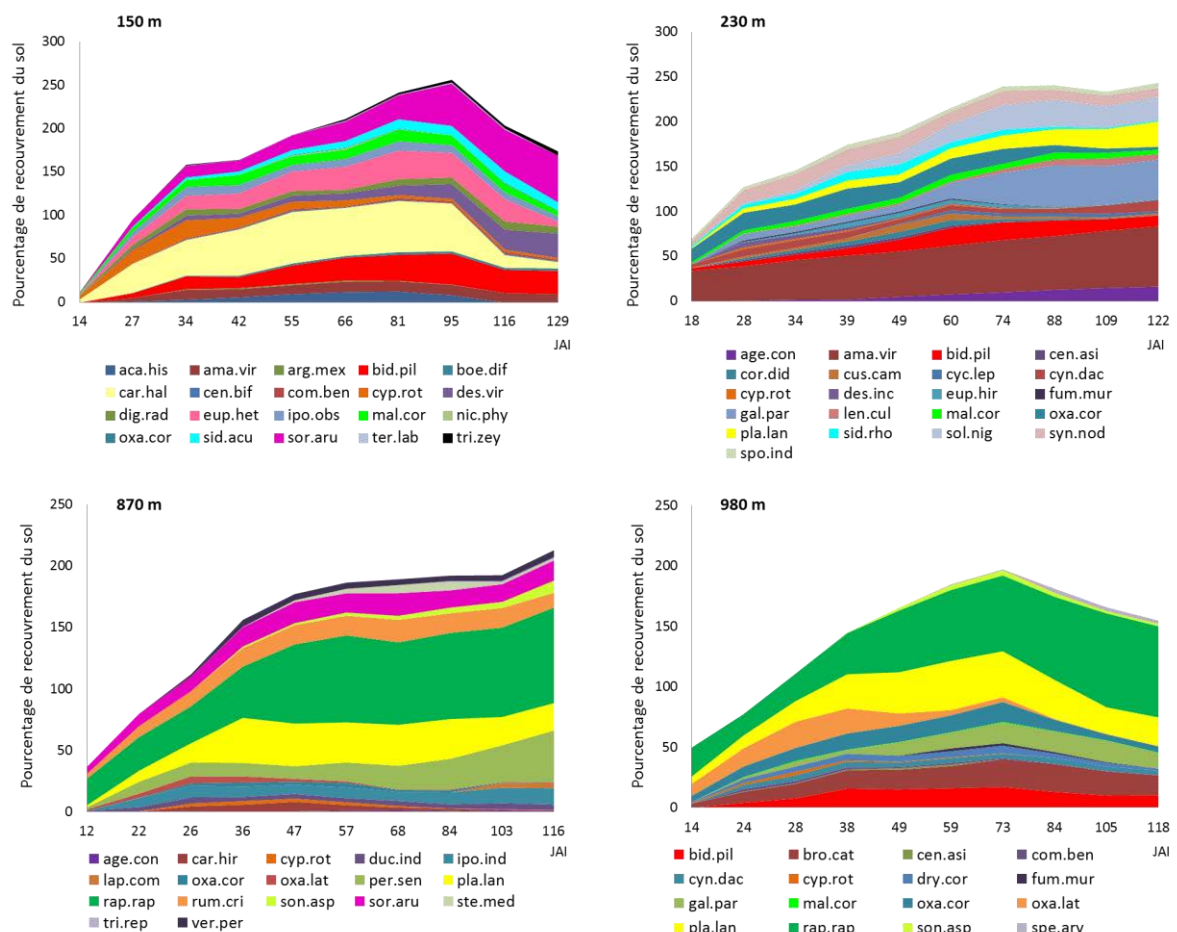 150 m
Pourcentage de recouvrement du sol
300
250
200
150
100
50
0
14 27 34 42 55 66 81 95 116 129
JAI
aca.his ama.vir arg.mex bid.pil boe.dif
car.hal cen.bif com.ben cyp.rot des.vir
dig.rad eup.het ipo.obs mal.cor nic.phy
oxa.cor sid.acu sor.aru ter.lab tri.zey
230 m
Pourcentage de recouvrement du sol
300
250
200
150
100
50
0
18 28 34 39 49 60 74 88 109 122
JAI
age.con ama.vir bid.pil cen.asi
cor.did cus.cam cyc.lep cyn.dac
cyp.rot des.inc eup.hir fum.mur
gal.par len.cul mal.cor oxa.cor
pla.lan sid.rho sol.nig syn.nod
spo.ind
870 m
Pourcentage de recouvrement du sol
250
200
150
100
50
0
12 22 26 36 47 57 68 84 103 116
JAI
age.con car.hir cyp.rot duc.ind ipo.ind
lap.com oxa.cor oxa.lat per.sen pla.lan
rap.rap rum.cri son.asp sor.aru ste.med
tri.rep ver.per
980 m
Pourcentage de recouvrement du sol
250
200
150
100
50
0
14 24 28 38 49 59 73 84 105 118
JAI
bid.pil bro.cat cen.asi com.ben
cyn.dac cyp.rot dry.cor fum.mur
gal.par mal.cor oxa.cor oxa.lat
pla.lan rap.rap son.asp spe.arv